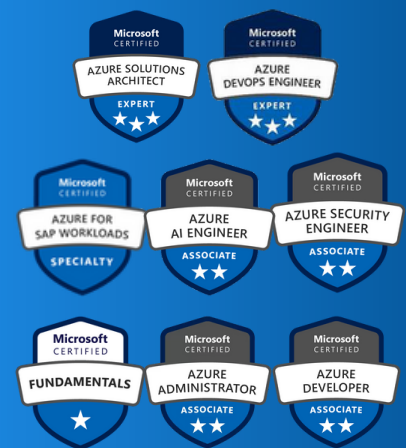 Microsoft
CERTIFIED
AZURE SOLUTIONS
ARCHITECT
EXPERT
Microsoft
CERTIFIED
AZURE
DEVOPS ENGINEER
EXPERT
Microsoft
CERTIFIED
AZURE FOR
SAP WORKLOADS
SPECIALTY
Microsoft
CERTIFIED
AZURE
AI ENGINEER
ASSOCIATE
Microsoft
CERTIFIED
AZURE SECURITY
ENGINEER
ASSOCIATE
Microsoft
CERTIFIED
FUNDAMENTALS
Microsoft
CERTIFIED
AZURE
ADMINISTRATOR
ASSOCIATE
Microsoft
CERTIFIED
AZURE
DEVELOPER
ASSOCIATE